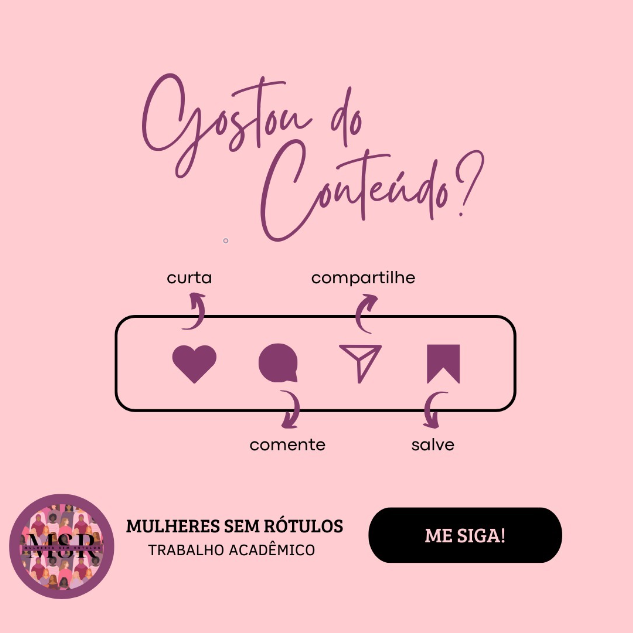 Gostou do
Conteúdo?
curta
compartilhe
comente
salve
MSR
MULHERES SEM RÓTULOS
ME SIGA!
TRABALHO ACADÊMICO